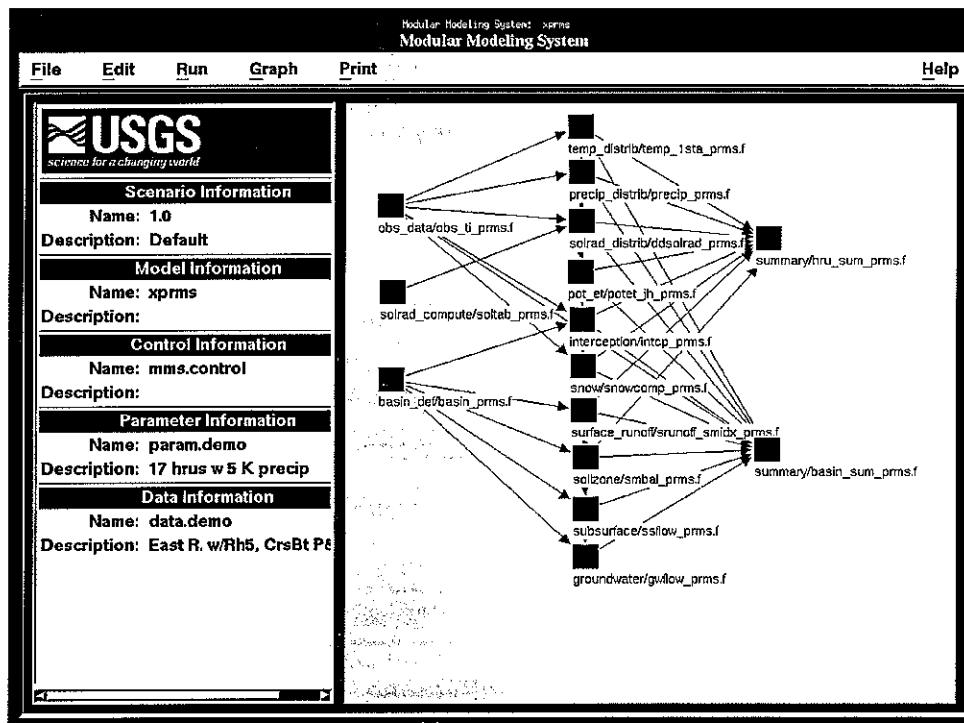 Modular Modeling System: xprms
Modular Modeling System
File Edit Run Graph Print Help
USGS
science for a changing world
Scenario Information
Name: 1.0
Description: Default
Model Information
Name: xprms
Description:
Control Information
Name: mms.control
Description:
Parameter Information
Name: param.demo
Description: 17 hrus w 5 K precip
Data Information
Name: data.demo
Description: East R. w/Rh5, CrsBt P&
temp_distrib/temp_1sta_prms.f
precip_distrib/precip_prms.f
obs_data/obs_ti_prms.f
solrad_distrib/ddsolrad_prms.f
summary/hru_sum_prms.f
pot_et/potet_jh_prms.f
solrad_compute/soltab_prms.f
interception/intcp_prms.f
snow/snowcomp_prms.f
basin_def/basin_prms.f
surface_runoff/srunoff_smidx_prms.f
summary/basin_sum_prms.f
soilzone/smbal_prms.f
subsurface/ssflow_prms.f
groundwater/gwflow_prms.f